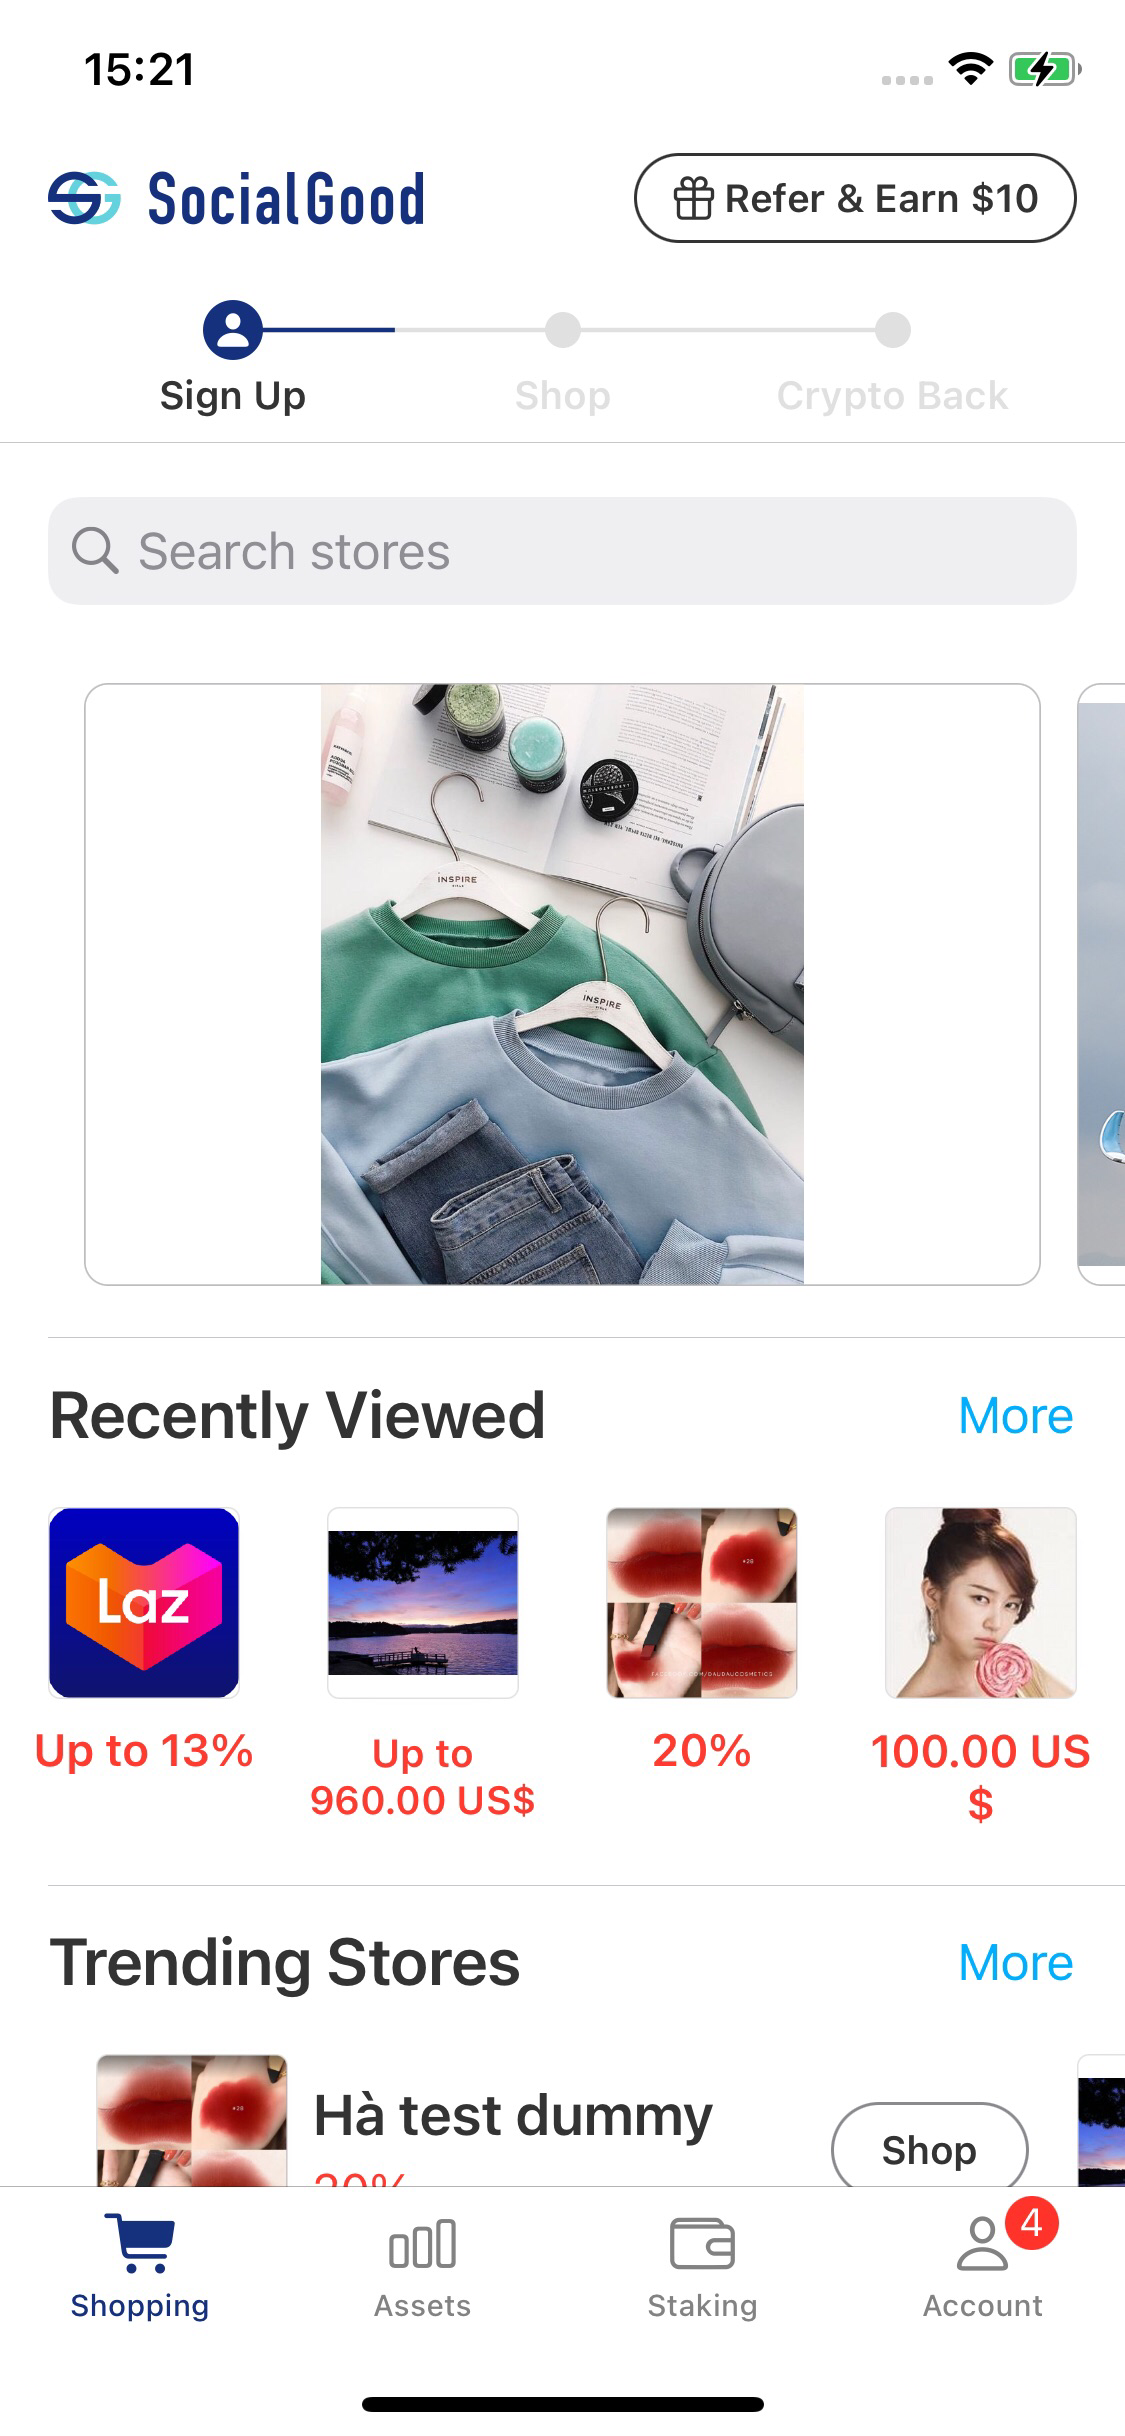 15:21
SocialGood
Refer & Earn $10
Sign Up
Shop
Crypto Back
Search stores
INSPIRE
INSPIRE
Recently Viewed
More
Laz
Up to 13%
Up to
960.00 US$
20%
100.00 US
$
Trending Stores
More
Hà test dummy
20%
Shop
4
Shopping
Assets
Staking
Account